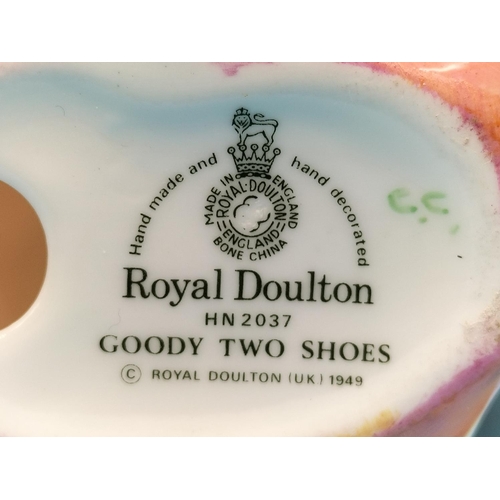 Hand made and hand decorated
MADE IN ENGLAND
ROYAL·DOULTON
ENGLAND
BONE CHINA
Royal Doulton
HN 2037
GOODY TWO SHOES
© ROYAL DOULTON (UK) 1949
C.C.